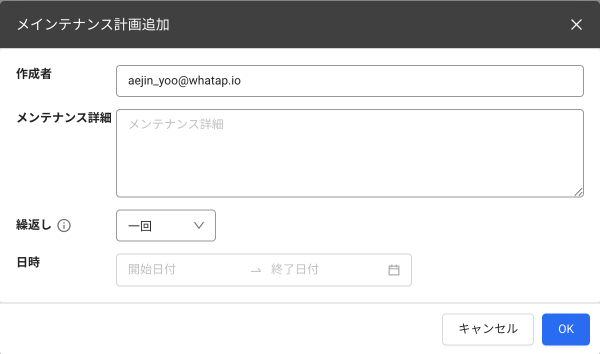 メインテナンス計画追加
作成者
aejin_yoo@whatap.io
メンテナンス詳細
メンテナンス詳細
繰返し
一回
日時
開始日付 → 終了日付
キャンセル OK